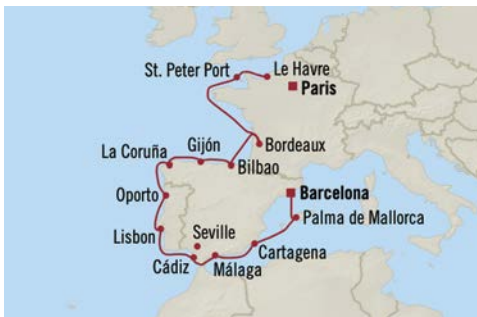 St. Peter Port
Le Havre
Paris
Bordeaux
La Coruña
Gijón
Bilbao
Oporto
Barcelona
Lisbon
Seville
Palma de Mallorca
Cádiz
Málaga
Cartagena